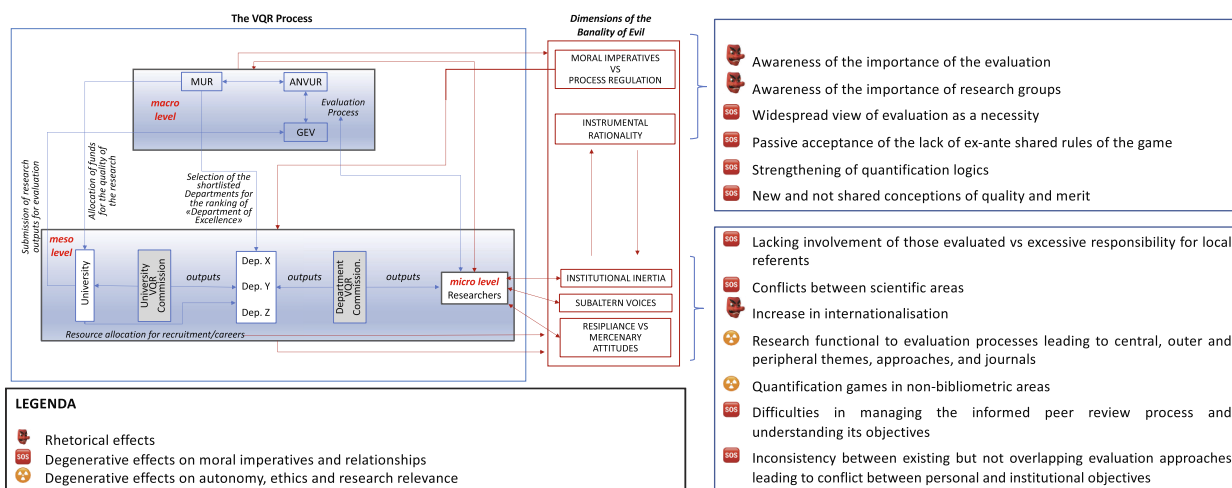 The VQR Process
Dimensions of the
Banality of Evil
MUR
ANVUR
macro
level
Evaluation
Process
GEV
Submission of research
outputs for evaluation
Allocation of funds
for the quality of
the research
Selection of the
shortlisted
Departments for
the ranking of
«Department of
Excellence»
meso
level
University
University
VQR
Commission
outputs
Dep. X
Dep. Y
Dep. Z
outputs
Department
VQR
Commission.
outputs
micro level
Researchers
Resource allocation for recruitment/careers
MORAL IMPERATIVES
VS
PROCESS REGULATION
INSTRUMENTAL
RATIONALITY
INSTITUTIONAL INERTIA
SUBALTERN VOICES
RESIPLIANCE VS
MERCENARY
ATTITUDES
Awareness of the importance of the evaluation
Awareness of the importance of research groups
SOS Widespread view of evaluation as a necessity
SOS Passive acceptance of the lack of ex-ante shared rules of the game
SOS Strengthening of quantification logics
SOS New and not shared conceptions of quality and merit
SOS Lacking involvement of those evaluated vs excessive responsibility for local
referents
SOS Conflicts between scientific areas
Increase in internationalisation
Research functional to evaluation processes leading to central, outer and
peripheral themes, approaches, and journals
Quantification games in non-bibliometric areas
SOS Difficulties in managing the informed peer review process and
understanding its objectives
SOS Inconsistency between existing but not overlapping evaluation approaches
leading to conflict between personal and institutional objectives
LEGENDA
Rhetorical effects
SOS Degenerative effects on moral imperatives and relationships
Degenerative effects on autonomy, ethics and research relevance